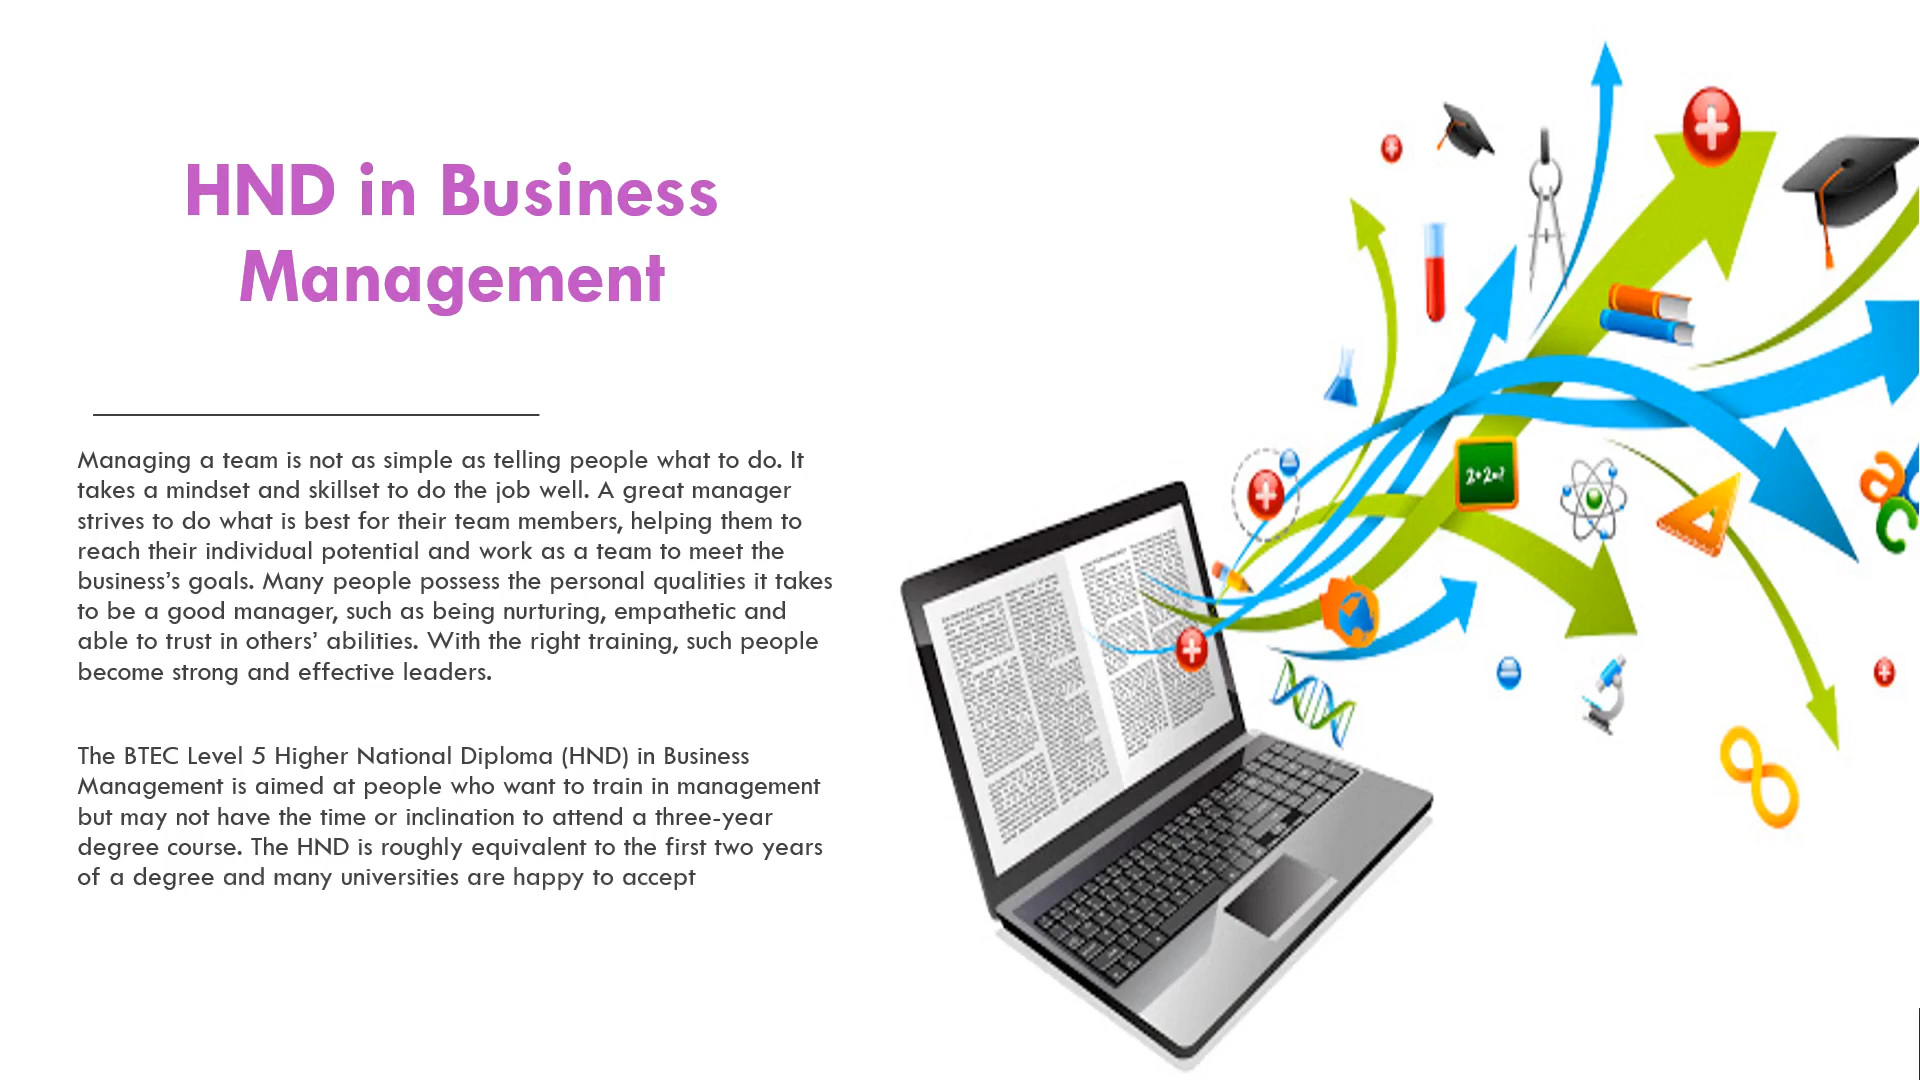 HND in Business
Management
Managing a team is not as simple as telling people what to do. It
takes a mindset and skillset to do the job well. A great manager
strives to do what is best for their team members, helping them to
reach their individual potential and work as a team to meet the
business’s goals. Many people possess the personal qualities it takes
to be a good manager, such as being nurturing, empathetic and
able to trust in others’ abilities. With the right training, such people
become strong and effective leaders.
The BTEC Level 5 Higher National Diploma (HND) in Business
Management is aimed at people who want to train in management
but may not have the time or inclination to attend a three-year
degree course. The HND is roughly equivalent to the first two years
of a degree and many universities are happy to accept
2+2=?
a
c